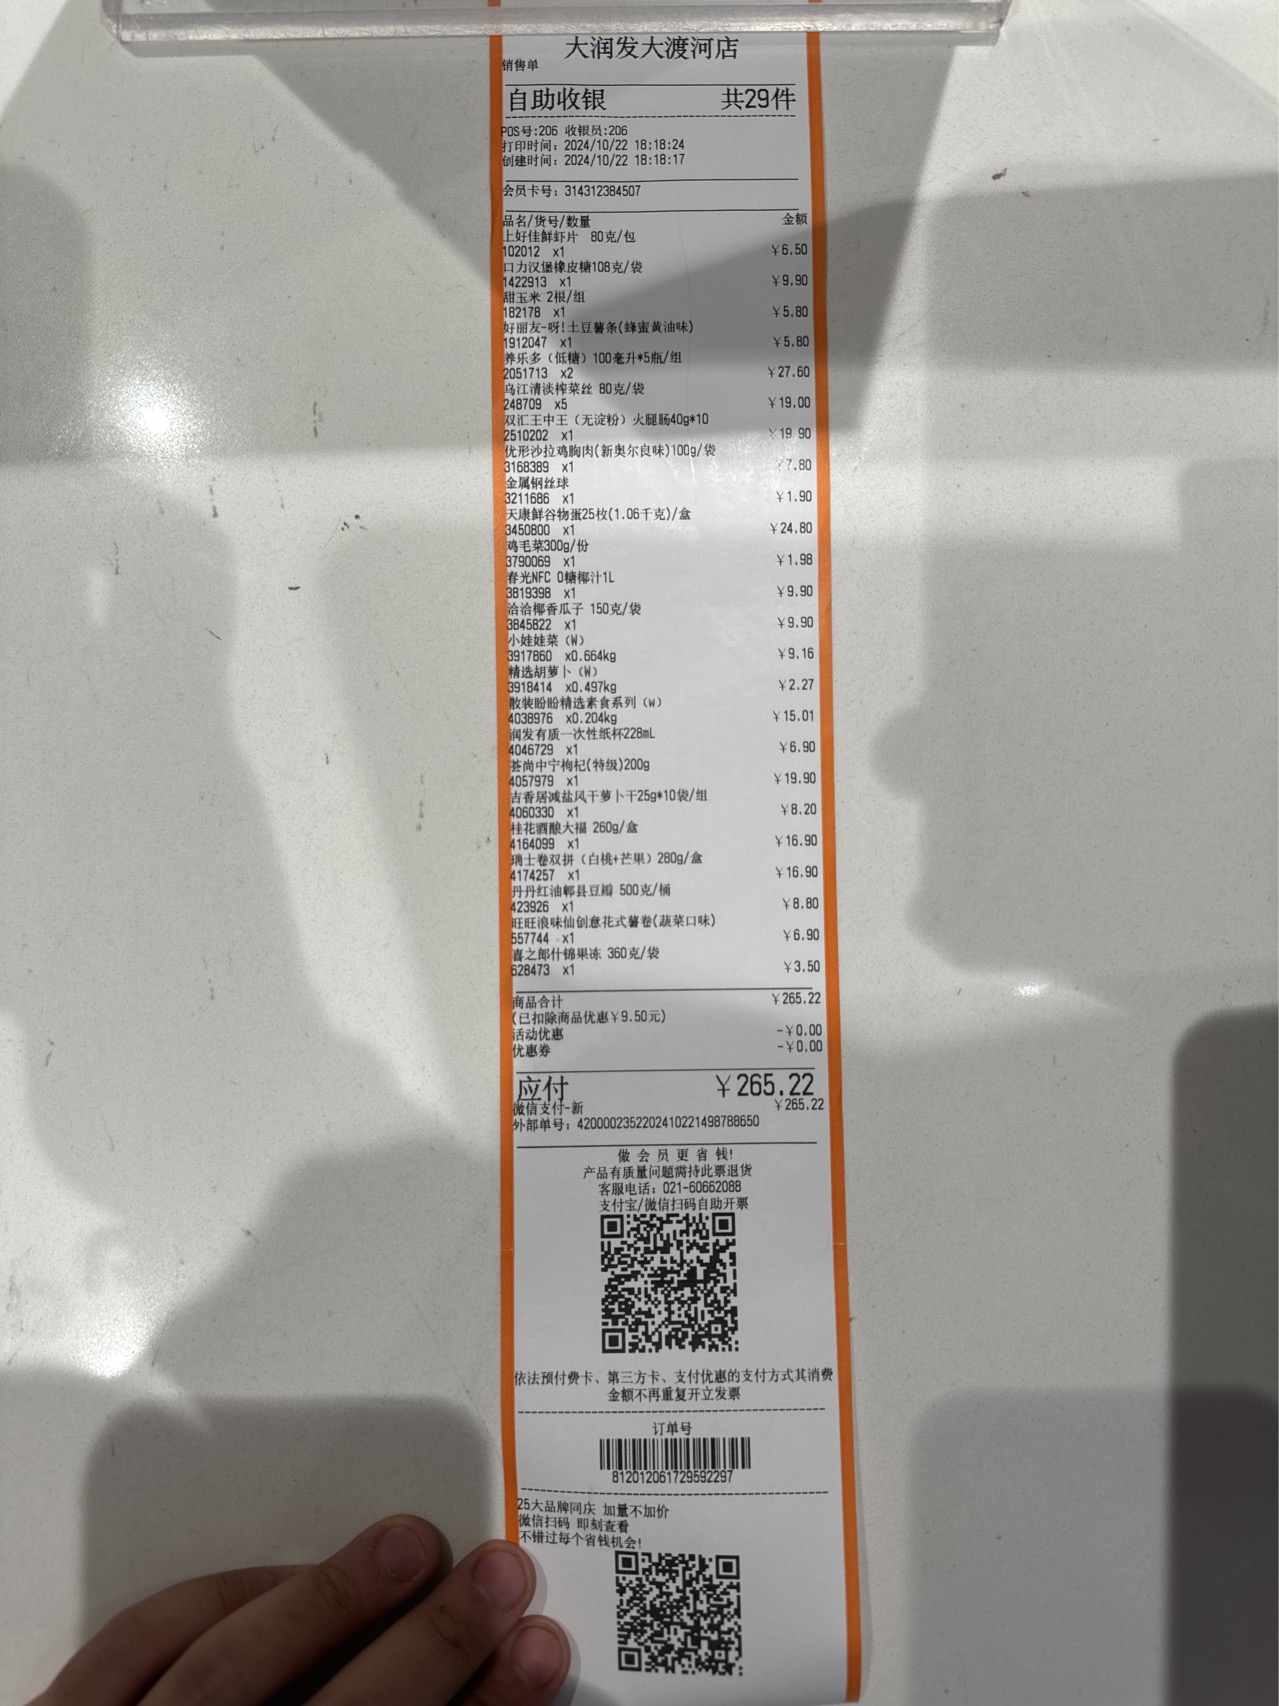 大润发大渡河店
销售单
自助收银 共29件
POS号:206 收银员:206
打印时间: 2024/10/22 18:18:24
创建时间: 2024/10/22 18:18:17
会员卡号: 314312384507
品名/货号/数量 金额
上好佳鲜虾片 80克/包
102012 x1 ￥6.50
口力汉堡橡皮糖108克/袋
1422913 x1 ￥9.90
甜玉米 2根/组
182178 x1 ￥5.80
好丽友-呀!土豆薯条(蜂蜜黄油味)
1912047 x1 ￥5.80
养乐多（低糖）100毫升*5瓶/组
2051713 x2 ￥27.60
乌江清淡榨菜丝 80克/袋
248709 x5 ￥19.00
双汇王中王（无淀粉）火腿肠40g*10
2510202 x1 ￥19.90
优形沙拉鸡胸肉(新奥尔良味)100g/袋
3168389 x1 ￥7.80
金属钢丝球
3211686 x1 ￥1.90
天康鲜谷物蛋25枚(1.06千克)/盒
3450800 x1 ￥24.80
鸡毛菜300g/份
3790069 x1 ￥1.98
春光NFC 0糖椰汁1L
3819398 x1 ￥9.90
洽洽椰香瓜子 150克/袋
3845822 x1 ￥9.90
小娃娃菜（W）
3917860 x0.664kg ￥9.16
精选胡萝卜（W）
3918414 x0.497kg ￥2.27
散装盼盼精选素食系列（w）
4038976 x0.204kg ￥15.01
润发有质一次性纸杯228mL
4046729 x1 ￥6.90
荟尚中宁枸杞(特级)200g
4057979 x1 ￥19.90
吉香居减盐风干萝卜干25g*10袋/组
4060330 x1 ￥8.20
桂花酒酿大福 260g/盒
4164099 x1 ￥16.90
瑞士卷双拼（白桃+芒果）280g/盒
4174257 x1 ￥16.90
丹丹红油郫县豆瓣 500克/桶
423926 x1 ￥8.80
旺旺浪味仙创意花式薯卷(蔬菜口味)
557744 x1 ￥6.90
喜之郎什锦果冻 360克/袋
628473 x1 ￥3.50
商品合计 ￥265.22
(已扣除商品优惠￥9.50元)
活动优惠 -￥0.00
优惠券 -￥0.00
应付 ￥265.22
微信支付-新 ￥265.22
外部单号: 4200002352202410221498788650
做 会 员 更 省 钱!
产品有质量问题需持此票退货
客服电话: 021-60662088
支付宝/微信扫码自助开票
依法预付费卡、第三方卡、支付优惠的支付方式其消费
金额不再重复开立发票
订单号
812012061729592297
25大品牌同庆 加量不加价
微信扫码 即刻查看
不错过每个省钱机会!